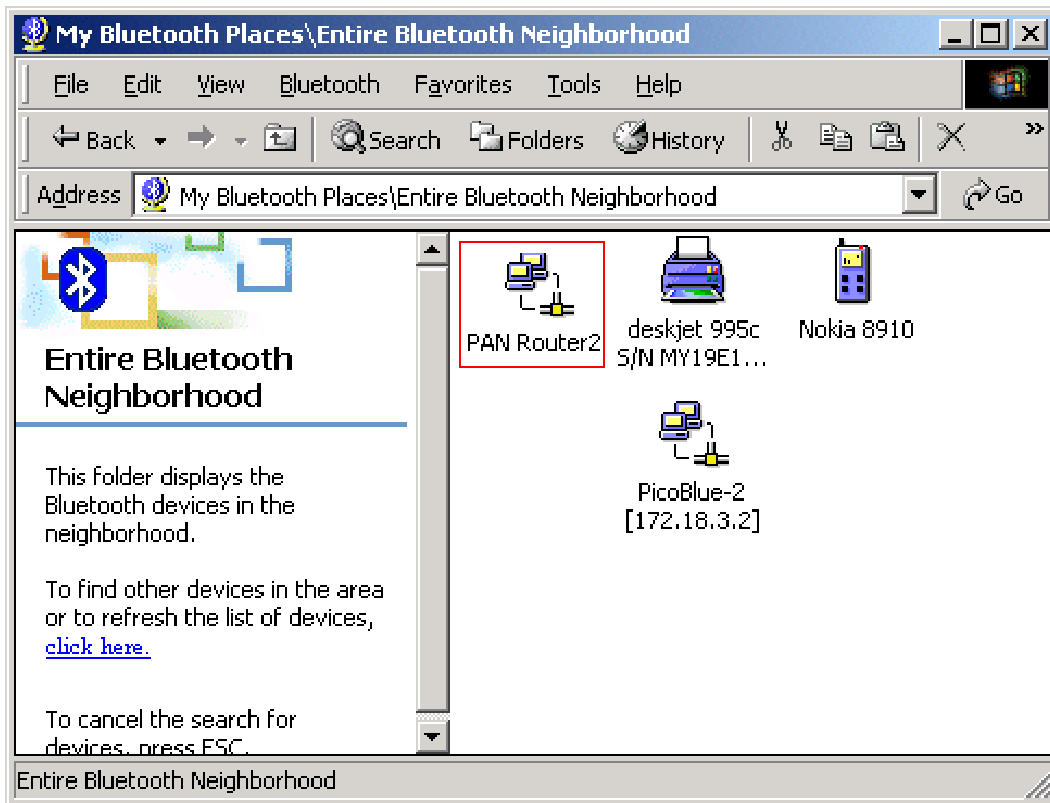 My Bluetooth Places\Entire Bluetooth Neighborhood
File Edit View Bluetooth Favorites Tools Help
Back Search Folders History »
Address My Bluetooth Places\Entire Bluetooth Neighborhood Go
Entire Bluetooth
Neighborhood
This folder displays the
Bluetooth devices in the
neighborhood.
To find other devices in the area
or to refresh the list of devices,
click here.
To cancel the search for
devices, press ESC.
PAN Router2
deskjet 995c
S/N MY19E1...
Nokia 8910
PicoBlue-2
[172.18.3.2]
Entire Bluetooth Neighborhood